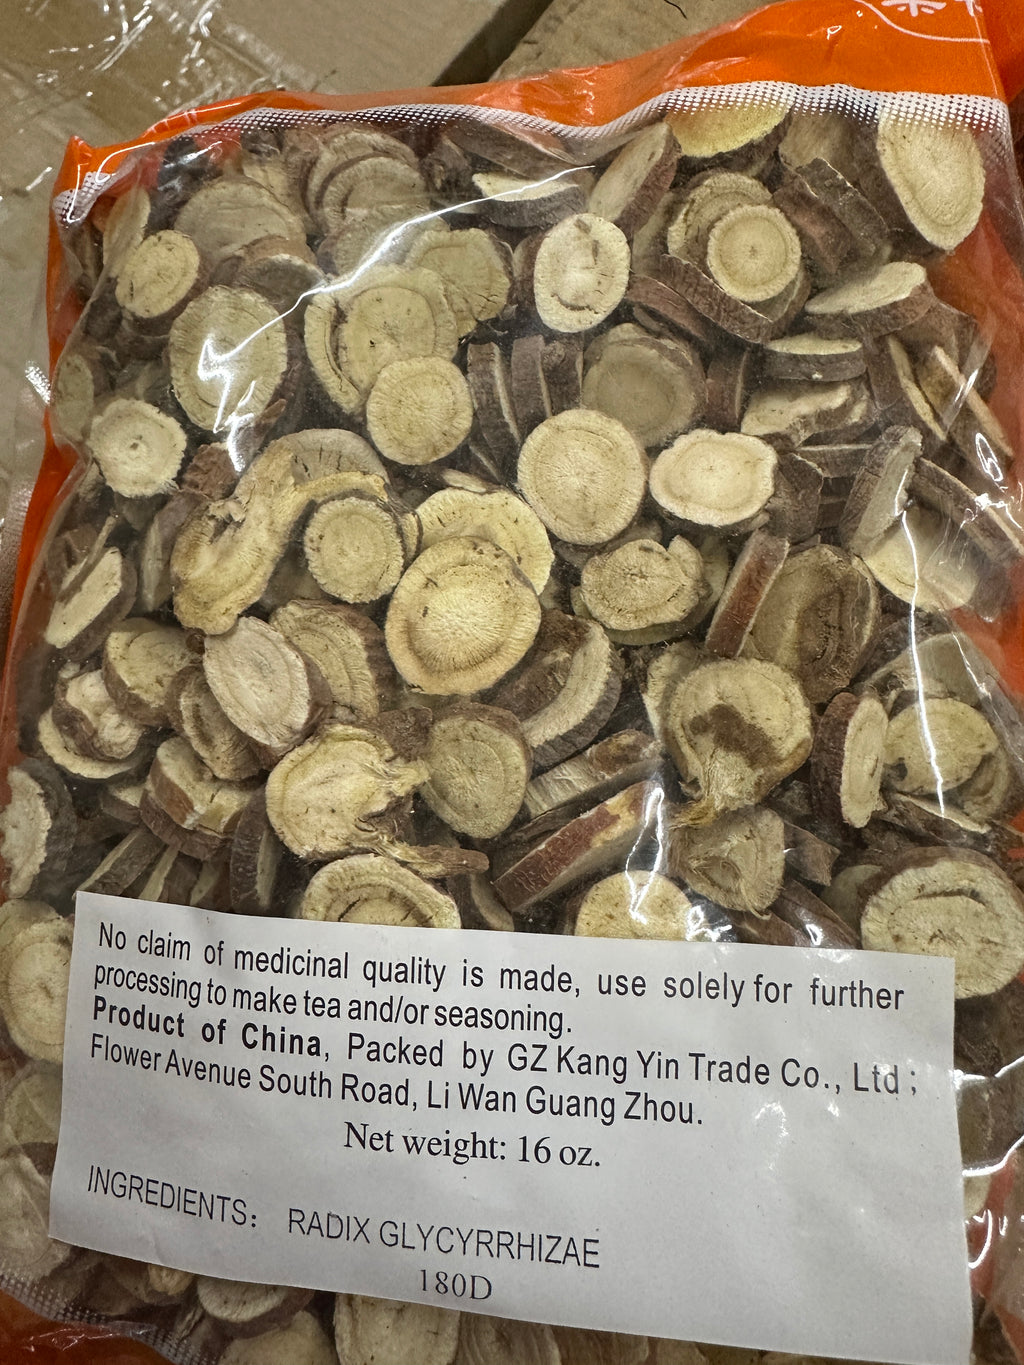 No claim of medicinal quality is made, use solely for further
processing to make tea and/or seasoning.
Product of China, Packed by GZ Kang Yin Trade Co., Ltd ;
Flower Avenue South Road, Li Wan Guang Zhou.
Net weight: 16 oz.
INGREDIENTS: RADIX GLYCYRRHIZAE
180D